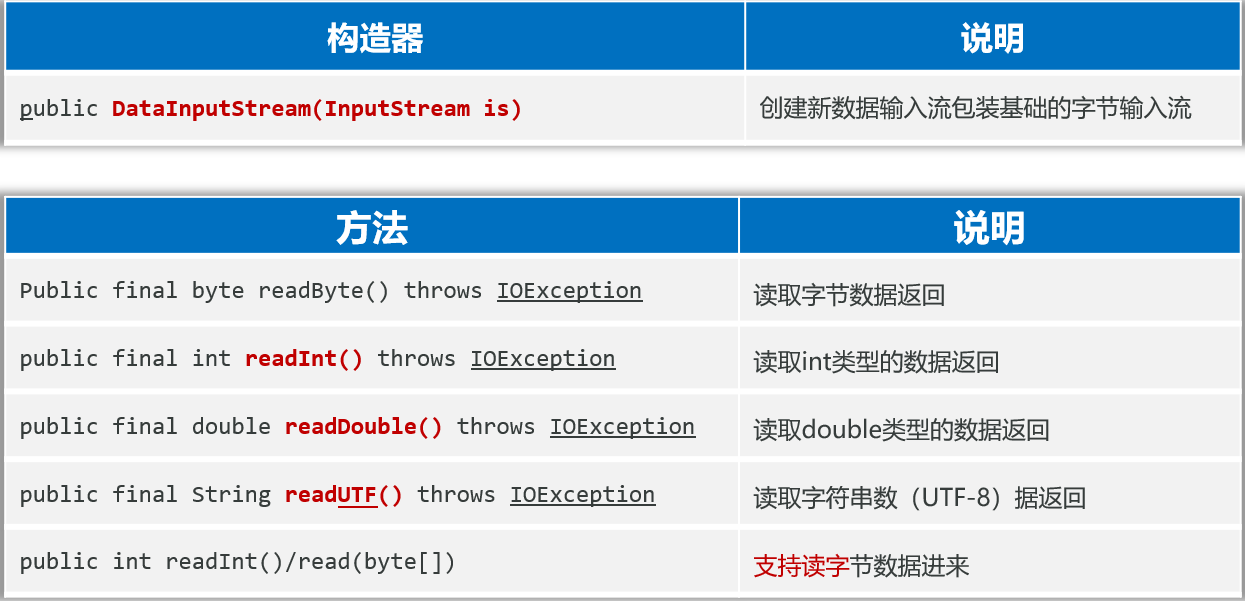 构造器 说明
public DataInputStream(InputStream is) 创建新数据输入流包装基础的字节输入流
方法 说明
Public final byte readByte() throws IOException 读取字节数据返回
public final int readInt() throws IOException 读取int类型的数据返回
public final double readDouble() throws IOException 读取double类型的数据返回
public final String readUTF() throws IOException 读取字符串数（UTF-8）据返回
public int readInt()/read(byte[]) 支持读字节数据进来